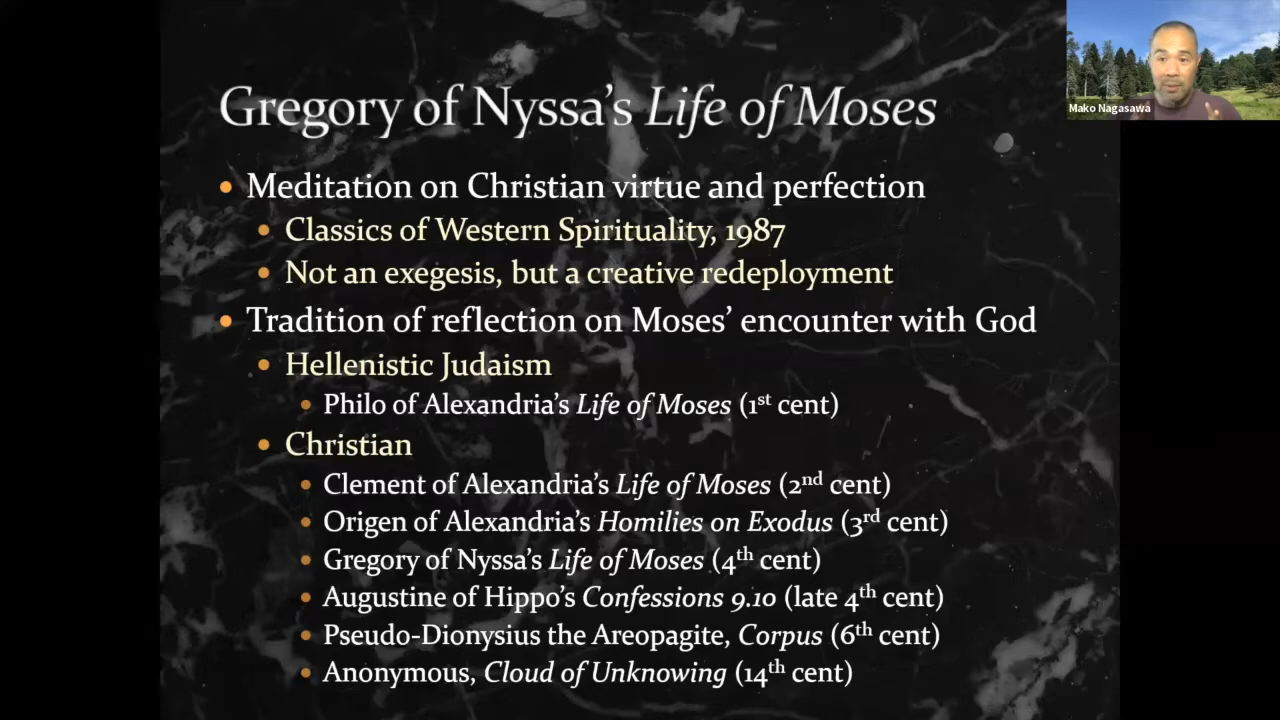 Gregory of Nyssa's Life of Moses
Mako Nagasawa
• Meditation on Christian virtue and perfection
• Classics of Western Spirituality, 1987
• Not an exegesis, but a creative redeployment
• Tradition of reflection on Moses' encounter with God
• Hellenistic Judaism
• Philo of Alexandria's Life of Moses (1st cent)
• Christian
• Clement of Alexandria's Life of Moses (2nd cent)
• Origen of Alexandria's Homilies on Exodus (3rd cent)
• Gregory of Nyssa's Life of Moses (4th cent)
• Augustine of Hippo's Confessions 9.10 (late 4th cent)
• Pseudo-Dionysius the Areopagite, Corpus (6th cent)
• Anonymous, Cloud of Unknowing (14th cent)